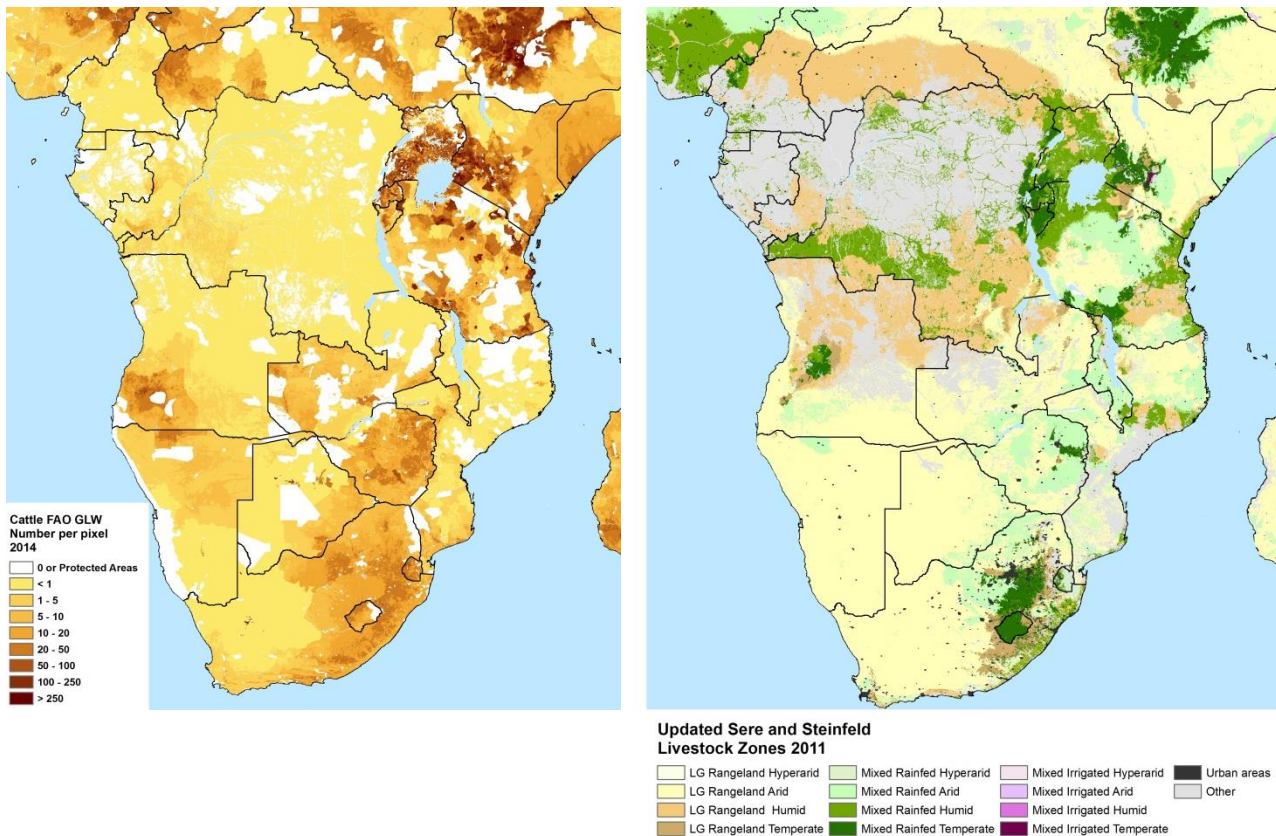 Cattle FAO GLW
Number per pixel
2014
0 or Protected Areas
< 1
1 - 5
5 - 10
10 - 20
20 - 50
50 - 100
100 - 250
> 250
Updated Sere and Steinfeld
Livestock Zones 2011
LG Rangeland Hyperarid
LG Rangeland Arid
LG Rangeland Humid
LG Rangeland Temperate
Mixed Rainfed Hyperarid
Mixed Rainfed Arid
Mixed Rainfed Humid
Mixed Rainfed Temperate
Mixed Irrigated Hyperarid
Mixed Irrigated Arid
Mixed Irrigated Humid
Mixed Irrigated Temperate
Urban areas
Other